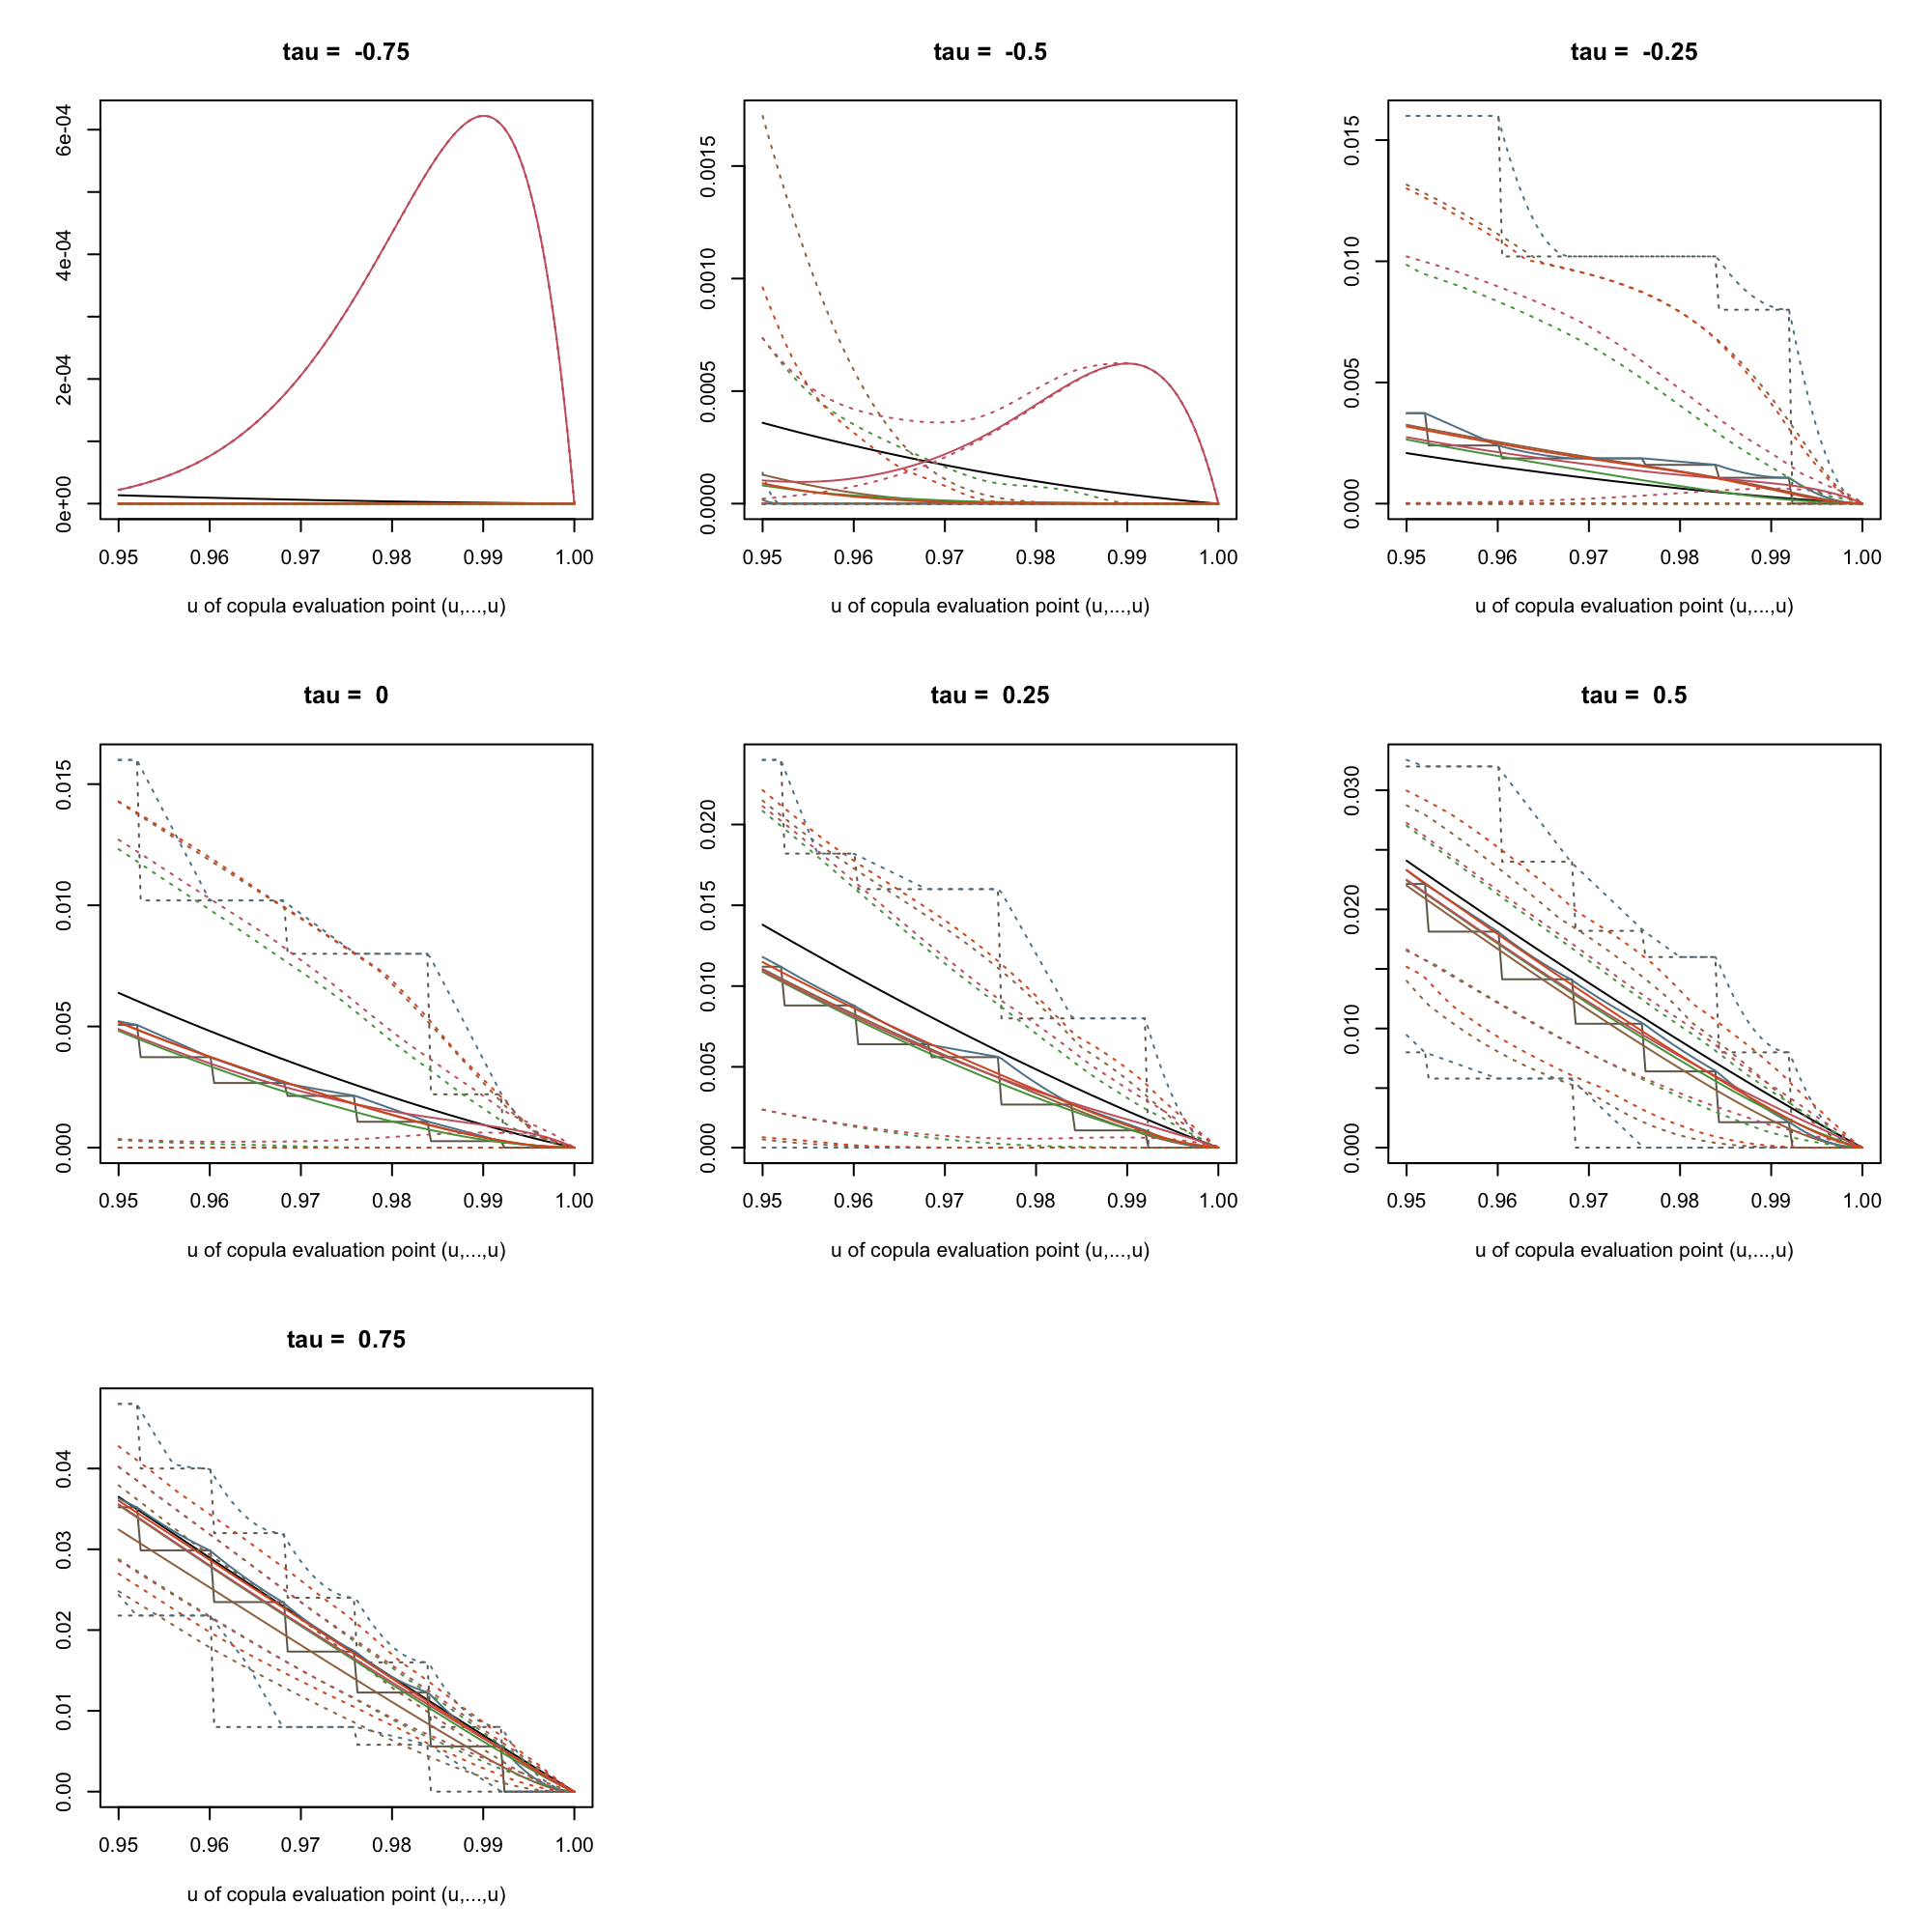 tau = -0.75
6e-04
4e-04
2e-04
0e+00
0.95 0.96 0.97 0.98 0.99 1.00
u of copula evaluation point (u,...,u)
tau = -0.5
0.0015
0.0010
0.0005
0.0000
0.95 0.96 0.97 0.98 0.99 1.00
u of copula evaluation point (u,...,u)
tau = -0.25
0.015
0.010
0.005
0.000
0.95 0.96 0.97 0.98 0.99 1.00
u of copula evaluation point (u,...,u)
tau = 0
0.015
0.010
0.005
0.000
0.95 0.96 0.97 0.98 0.99 1.00
u of copula evaluation point (u,...,u)
tau = 0.25
0.020
0.015
0.010
0.005
0.000
0.95 0.96 0.97 0.98 0.99 1.00
u of copula evaluation point (u,...,u)
tau = 0.5
0.030
0.020
0.010
0.000
0.95 0.96 0.97 0.98 0.99 1.00
u of copula evaluation point (u,...,u)
tau = 0.75
0.04
0.03
0.02
0.01
0.00
0.95 0.96 0.97 0.98 0.99 1.00
u of copula evaluation point (u,...,u)